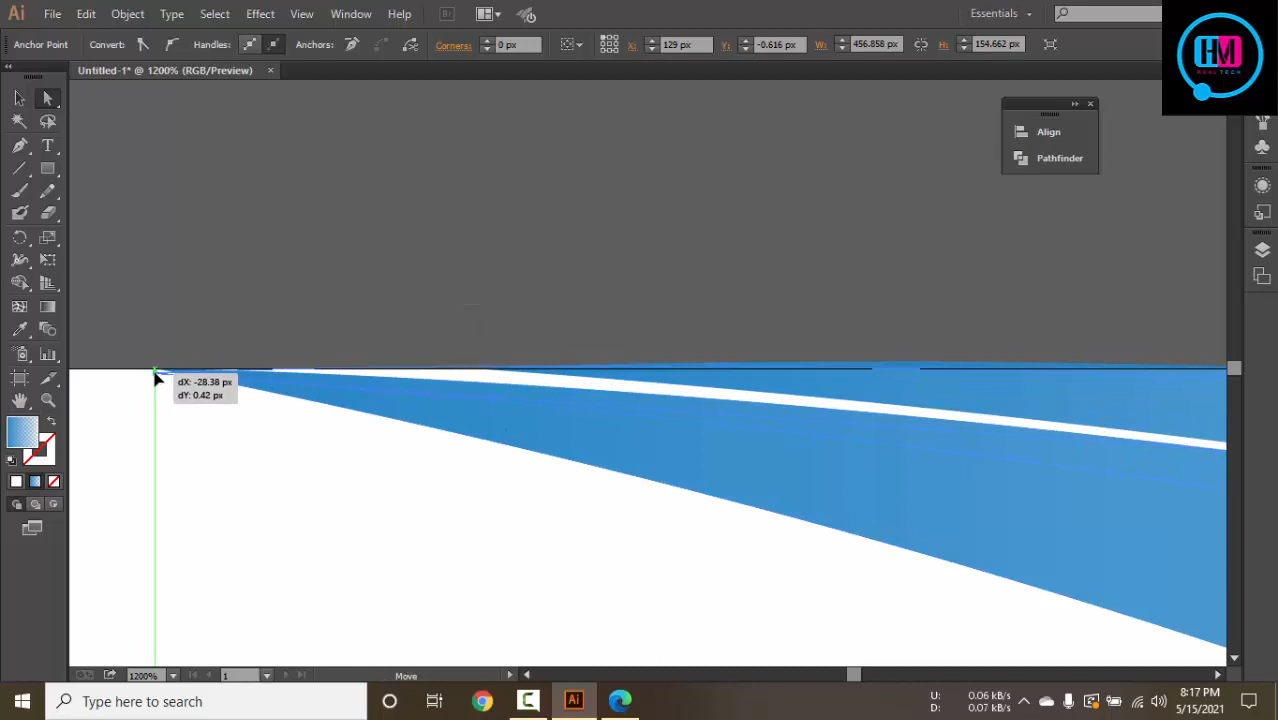 Ai File Edit Object Type Select Effect View Window Help Br Essentials
HM
REALTECH
Anchor Point Convert: Handles: Anchors: Corners: 0 px X: 129 px Y: -0.616 px W: 456.858 px H: 154.662 px
Untitled-1* @ 1200% (RGB/Preview) ×
Align
Pathfinder
dX: -28.38 px
dY: 0.42 px
1200% 1 Move
Type here to search
Ai
U: 0.06 kB/s
D: 0.07 kB/s
8:17 PM
5/15/2021